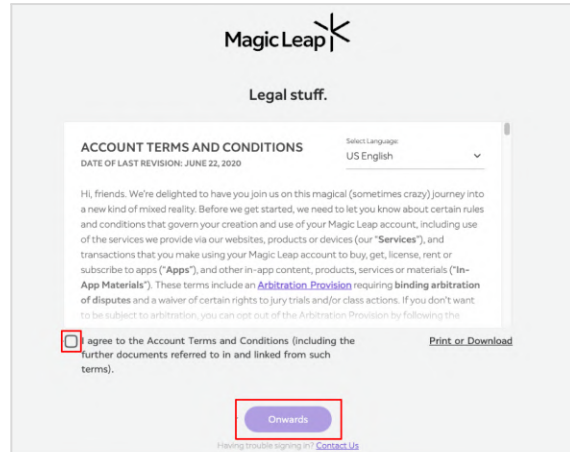 Magic Leap
Legal stuff.
ACCOUNT TERMS AND CONDITIONS
DATE OF LAST REVISION: JUNE 22, 2020
Select Language:
US English
Hi, friends. We're delighted to have you join us on this magical (sometimes crazy) journey into
a new kind of mixed reality. Before we get started, we need to let you know about certain rules
and conditions that govern your creation and use of your Magic Leap account, including use
of the services we provide via our websites, products or devices (our "Services"), and
transactions that you make using your Magic Leap account to buy, get, license, rent or
subscribe to apps ("Apps"), and other in-app content, products, services or materials ("In-
App Materials"). These terms include an Arbitration Provision requiring binding arbitration
of disputes and a waiver of certain rights to jury trials and/or class actions. If you don't want
to be subject to arbitration, you can opt out of the Arbitration Provision by following the
I agree to the Account Terms and Conditions (including the
further documents referred to in and linked from such
terms).
Print or Download
Onwards
Having trouble signing in? Contact Us